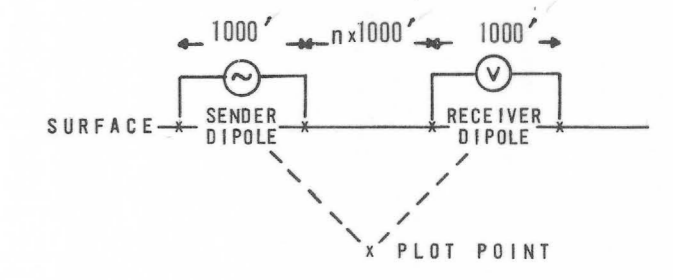 1000′ n x 1000′ 1000′
~ V
SURFACE x SENDER DIPOLE x x RECEIVER DIPOLE x
x PLOT POINT